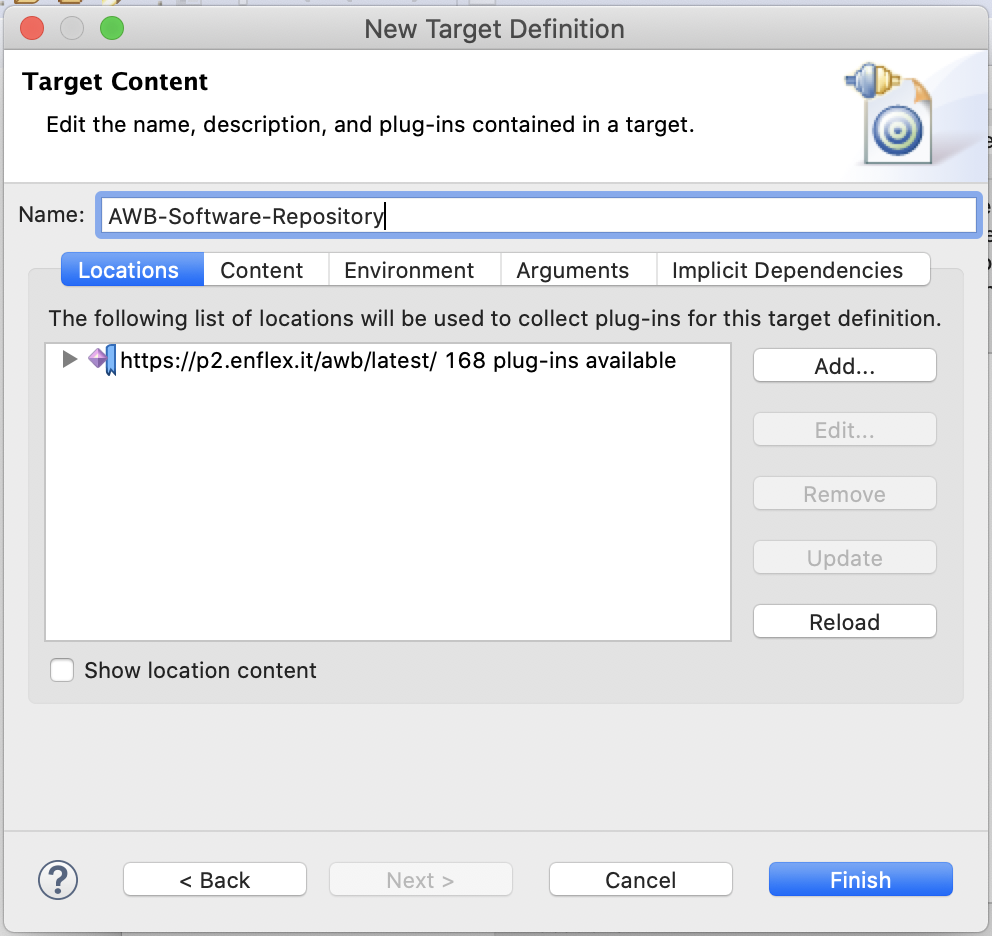 New Target Definition
Target Content
Edit the name, description, and plug-ins contained in a target.
Name: AWB-Software-Repository
Locations Content Environment Arguments Implicit Dependencies
The following list of locations will be used to collect plug-ins for this target definition.
https://p2.enflex.it/awb/latest/ 168 plug-ins available
Add...
Edit...
Remove
Update
Reload
Show location content
? < Back Next > Cancel Finish